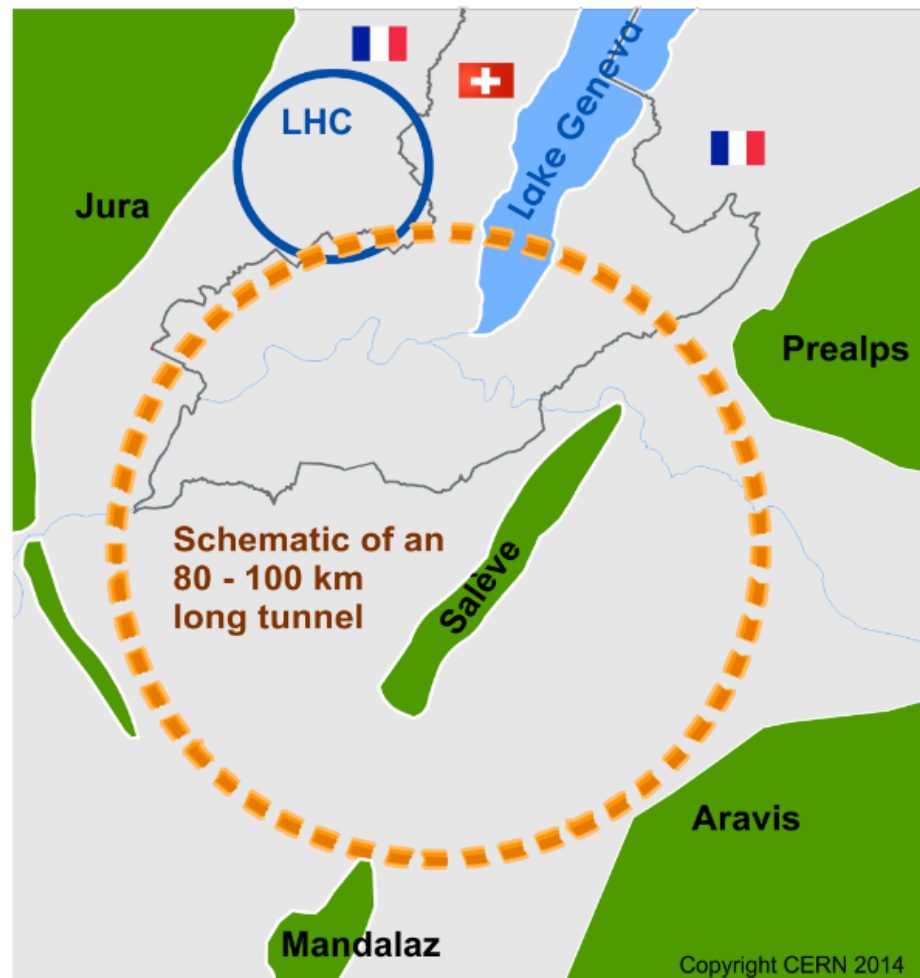 LHC
Lake Geneva
Jura
Prealps
Schematic of an
80 - 100 km
long tunnel
Salève
Aravis
Mandalaz
Copyright CERN 2014